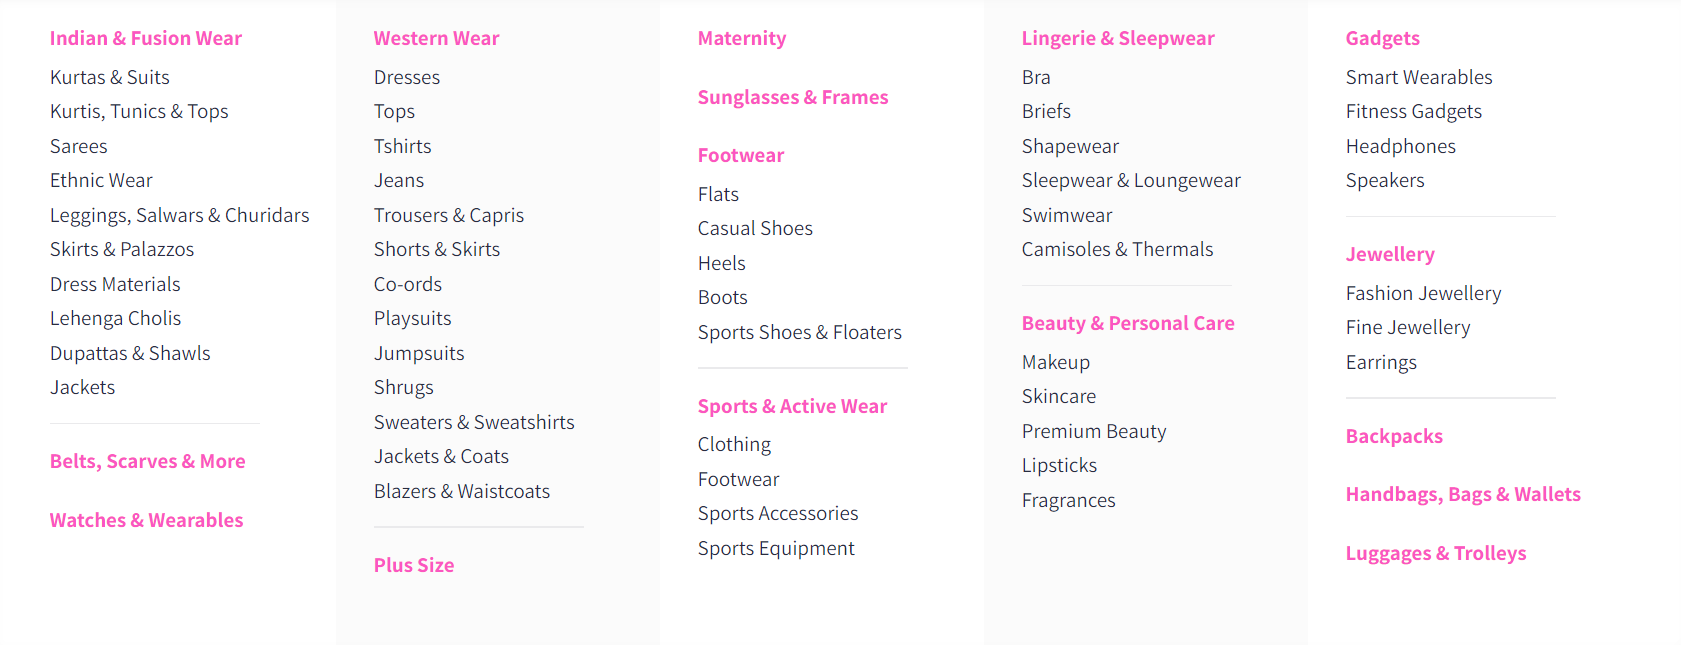 Indian & Fusion Wear
Kurtas & Suits
Kurtis, Tunics & Tops
Sarees
Ethnic Wear
Leggings, Salwars & Churidars
Skirts & Palazzos
Dress Materials
Lehenga Cholis
Dupattas & Shawls
Jackets
Belts, Scarves & More
Watches & Wearables
Western Wear
Dresses
Tops
Tshirts
Jeans
Trousers & Capris
Shorts & Skirts
Co-ords
Playsuits
Jumpsuits
Shrugs
Sweaters & Sweatshirts
Jackets & Coats
Blazers & Waistcoats
Plus Size
Maternity
Sunglasses & Frames
Footwear
Flats
Casual Shoes
Heels
Boots
Sports Shoes & Floaters
Sports & Active Wear
Clothing
Footwear
Sports Accessories
Sports Equipment
Lingerie & Sleepwear
Bra
Briefs
Shapewear
Sleepwear & Loungewear
Swimwear
Camisoles & Thermals
Beauty & Personal Care
Makeup
Skincare
Premium Beauty
Lipsticks
Fragrances
Gadgets
Smart Wearables
Fitness Gadgets
Headphones
Speakers
Jewellery
Fashion Jewellery
Fine Jewellery
Earrings
Backpacks
Handbags, Bags & Wallets
Luggages & Trolleys